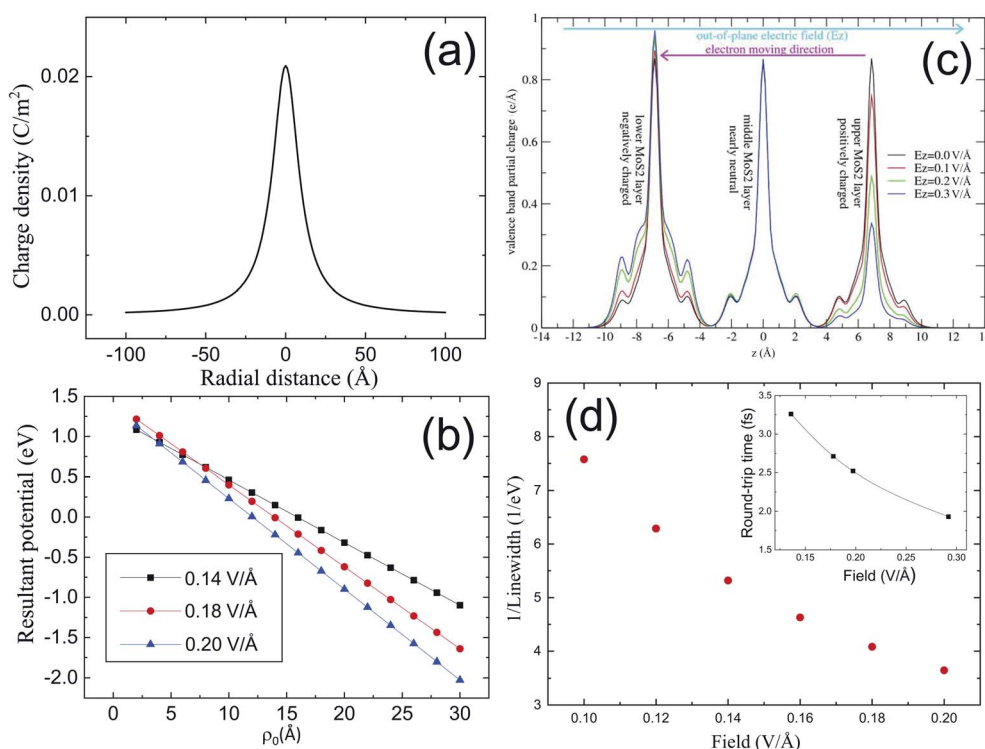 (a)
Charge density (C/m²)
0.02
0.01
0.00
-100 -50 0 50 100
Radial distance (Å)
(c)
out-of-plane electric field (Ez)
electron moving direction
valence band partial charge (e/Å)
1
0.8
0.6
0.4
0.2
0
lower MoS2 layer
negatively charged
middle MoS2 layer
nearly neutral
upper MoS2 layer
positively charged
Ez=0.0 V/Å
Ez=0.1 V/Å
Ez=0.2 V/Å
Ez=0.3 V/Å
-14 -12 -10 -8 -6 -4 -2 0 2 4 6 8 10 12 14
z (Å)
(b)
Resultant potential (eV)
1.5
1.0
0.5
0.0
-0.5
-1.0
-1.5
-2.0
0.14 V/Å
0.18 V/Å
0.20 V/Å
0 5 10 15 20 25 30
ρ₀(Å)
(d)
1/Linewidth (1/eV)
9
8
7
6
5
4
3
0.10 0.12 0.14 0.16 0.18 0.20
Field (V/Å)
Round-trip time (fs)
3.5
3.0
2.5
2.0
1.5
0.15 0.20 0.25 0.30
Field (V/Å)